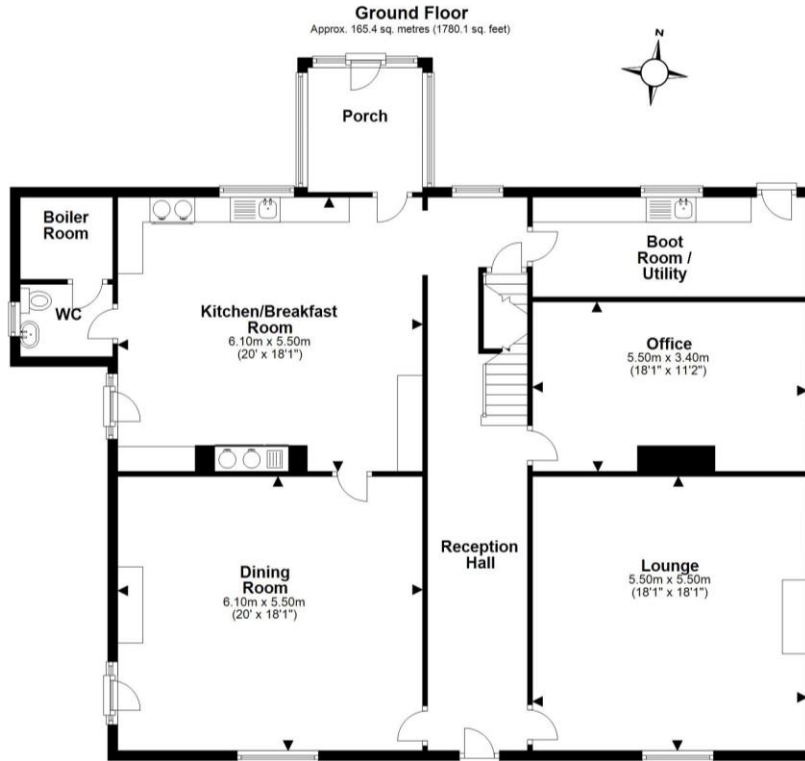 Ground Floor
Approx. 165.4 sq. metres (1780.1 sq. feet)
N
Porch
Boiler
Room
WC
Kitchen/Breakfast
Room
6.10m x 5.50m
(20' x 18'1")
Boot
Room /
Utility
Office
5.50m x 3.40m
(18'1" x 11'2")
Reception
Hall
Dining
Room
6.10m x 5.50m
(20' x 18'1")
Lounge
5.50m x 5.50m
(18'1" x 18'1")